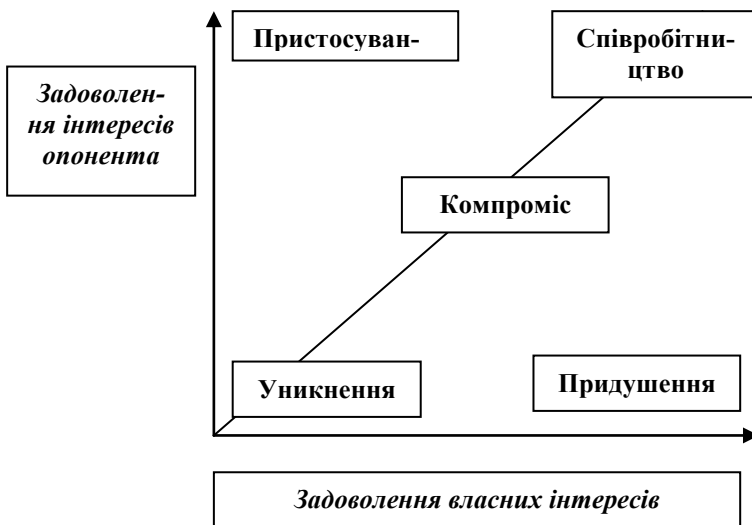 Пристосуван-
Співробітни-
цтво
Задоволен-
ня інтересів
опонента
Компроміс
Уникнення
Придушення
Задоволення власних інтересів